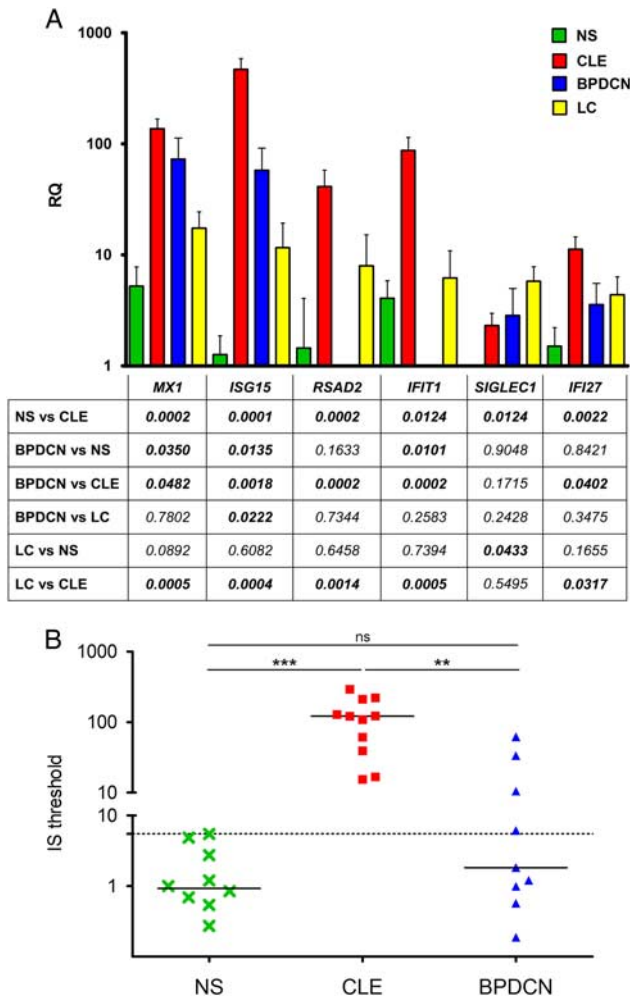 A
1000
100
10
1
RQ
NS
CLE
BPDCN
LC
MX1 ISG15 RSAD2 IFIT1 SIGLEC1 IFI27
NS vs CLE 0.0002 0.0001 0.0002 0.0124 0.0124 0.0022
BPDCN vs NS 0.0350 0.0135 0.1633 0.0101 0.9048 0.8421
BPDCN vs CLE 0.0482 0.0018 0.0002 0.0002 0.1715 0.0402
BPDCN vs LC 0.7802 0.0222 0.7344 0.2583 0.2428 0.3475
LC vs NS 0.0892 0.6082 0.6458 0.7394 0.0433 0.1655
LC vs CLE 0.0005 0.0004 0.0014 0.0005 0.5495 0.0317
B
ns
*** **
1000
100
10
10
1
IS threshold
NS CLE BPDCN